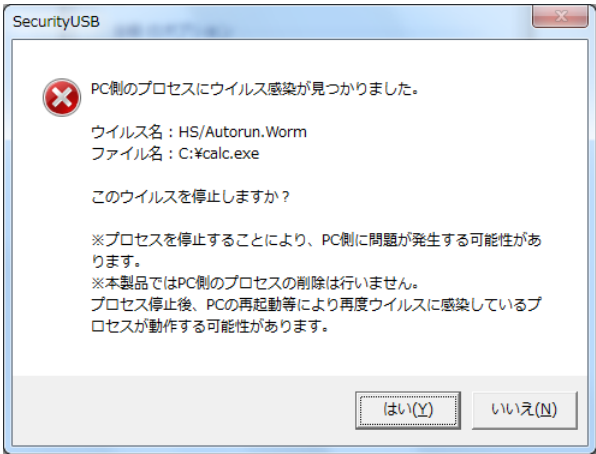 SecurityUSB
PC側のプロセスにウイルス感染が見つかりました。
ウイルス名：HS/Autorun.Worm
ファイル名：C:¥calc.exe
このウイルスを停止しますか？
※プロセスを停止することにより、PC側に問題が発生する可能性があ
ります。
※本製品ではPC側のプロセスの削除は行いません。
プロセス停止後、PCの再起動等により再度ウイルスに感染しているプ
ロセスが動作する可能性があります。
はい(Y)
いいえ(N)